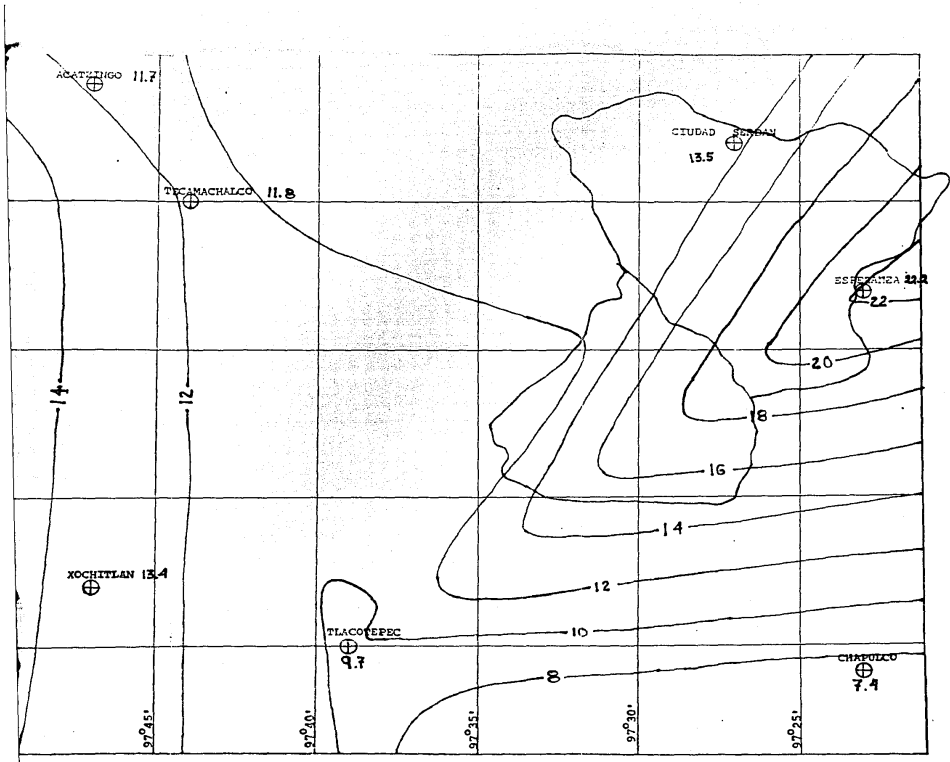 ACATZINGO 11.7
CIUDAD SERDAN
13.5
TECAMACHALCO 11.8
ESPERANZA 22.2
22
20
14
12
18
16
14
XOCHITLAN 13.4
12
TLACOTEPEC
10
9.7
CHAPULCO
8
7.4
97°45'
97°40'
97°35'
97°30'
97°25'